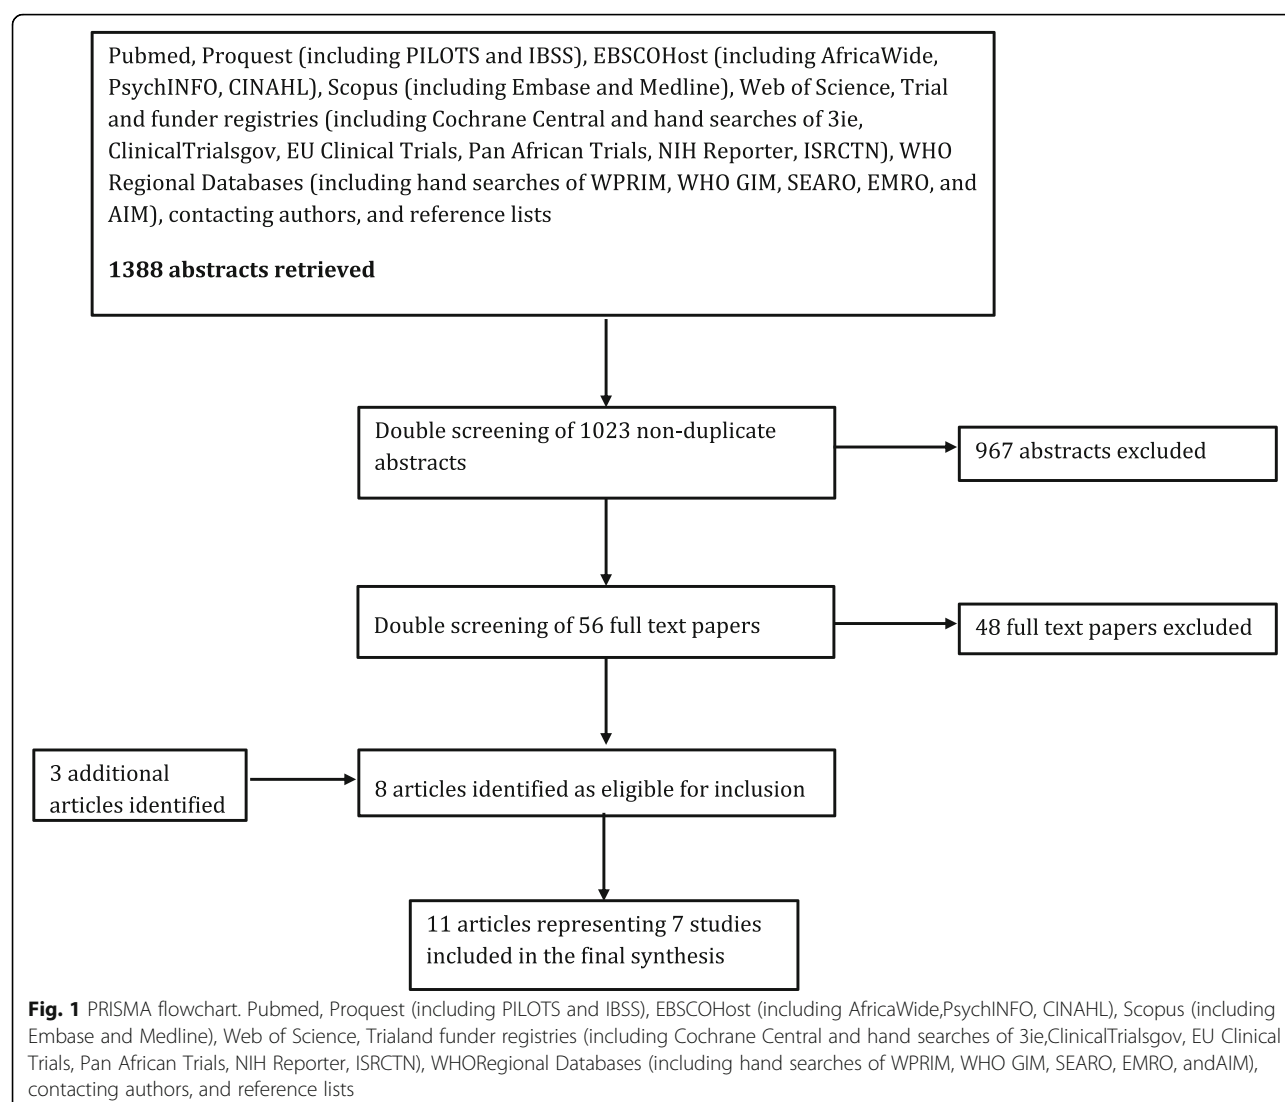 Pubmed, Proquest (including PILOTS and IBSS), EBSCOHost (including AfricaWide,
PsychINFO, CINAHL), Scopus (including Embase and Medline), Web of Science, Trial
and funder registries (including Cochrane Central and hand searches of 3ie,
ClinicalTrialsgov, EU Clinical Trials, Pan African Trials, NIH Reporter, ISRCTN), WHO
Regional Databases (including hand searches of WPRIM, WHO GIM, SEARO, EMRO, and
AIM), contacting authors, and reference lists
1388 abstracts retrieved
Double screening of 1023 non-duplicate
abstracts
967 abstracts excluded
Double screening of 56 full text papers
48 full text papers excluded
3 additional
articles identified
8 articles identified as eligible for inclusion
11 articles representing 7 studies
included in the final synthesis
Fig. 1 PRISMA flowchart. Pubmed, Proquest (including PILOTS and IBSS), EBSCOHost (including AfricaWide,PsychINFO, CINAHL), Scopus (including
Embase and Medline), Web of Science, Trialand funder registries (including Cochrane Central and hand searches of 3ie,ClinicalTrialsgov, EU Clinical
Trials, Pan African Trials, NIH Reporter, ISRCTN), WHORegional Databases (including hand searches of WPRIM, WHO GIM, SEARO, EMRO, andAIM),
contacting authors, and reference lists